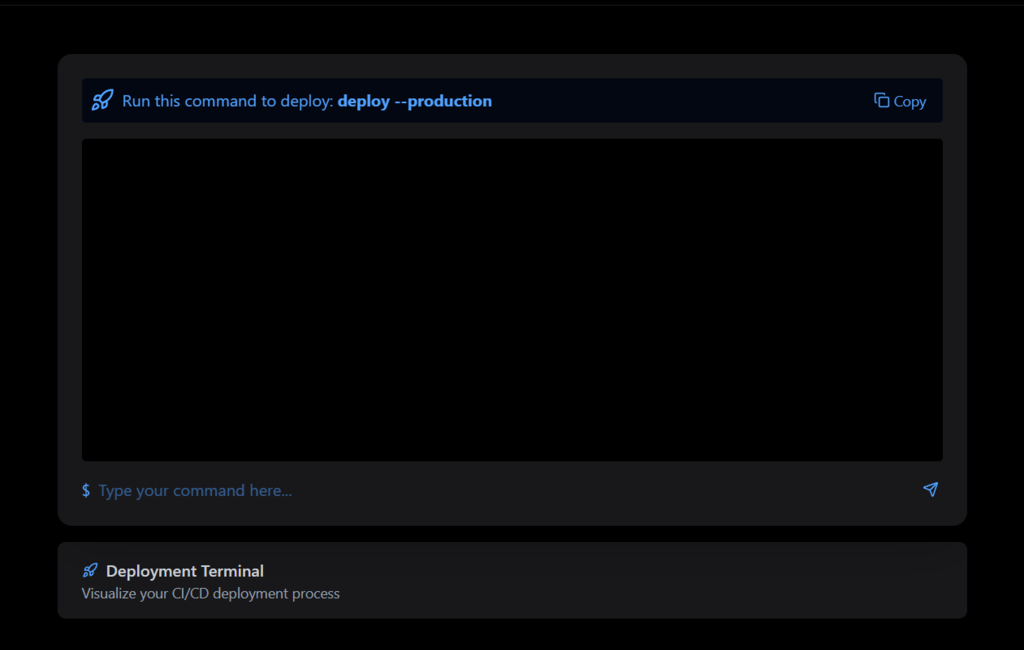 Run this command to deploy: deploy --production
Copy
$ Type your command here...
Deployment Terminal
Visualize your CI/CD deployment process